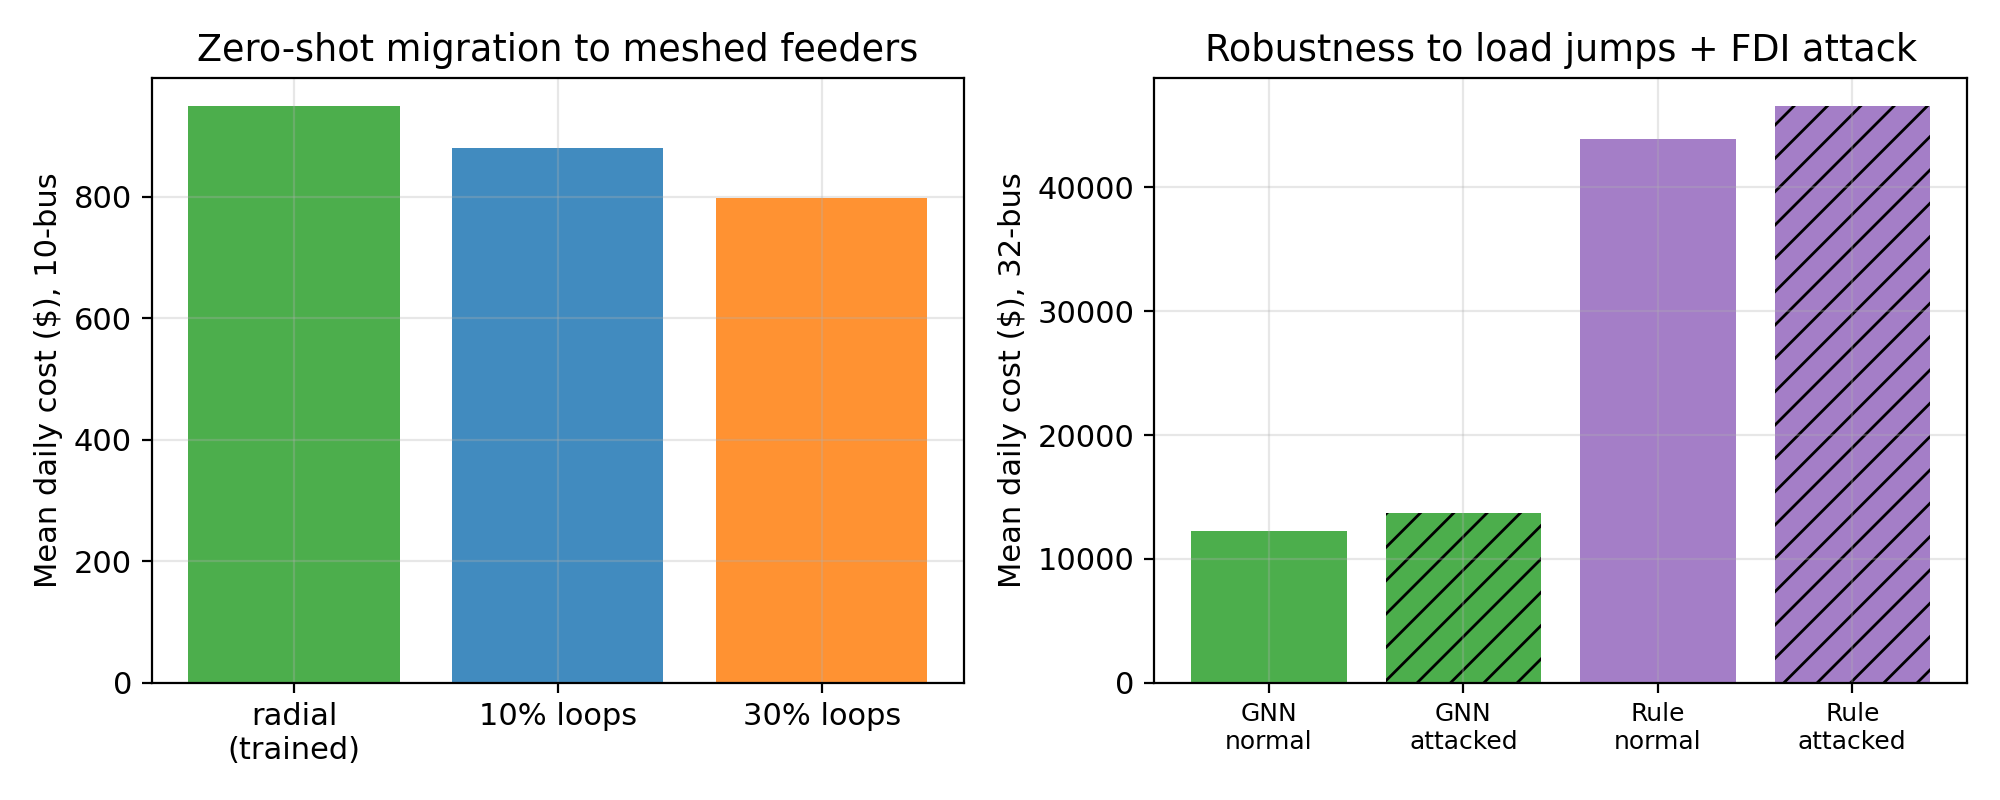 Zero-shot migration to meshed feeders
Mean daily cost ($), 10-bus
800
600
400
200
0
radial
(trained)
10% loops
30% loops
Robustness to load jumps + FDI attack
Mean daily cost ($), 32-bus
40000
30000
20000
10000
0
GNN
normal
GNN
attacked
Rule
normal
Rule
attacked